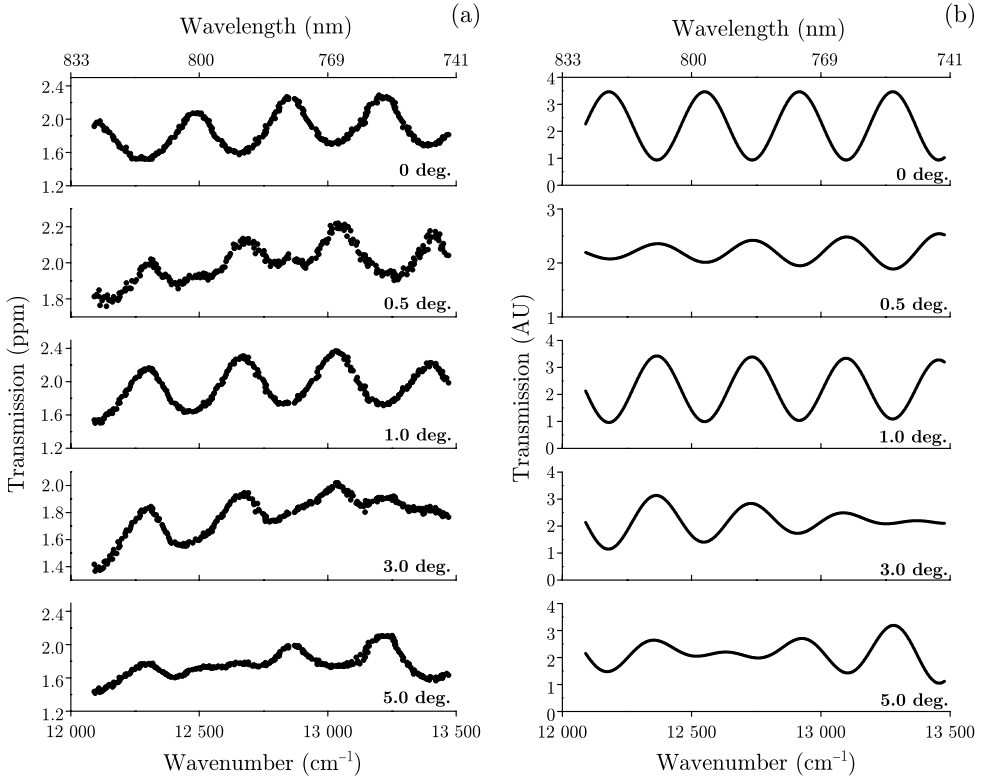 (a)
Wavelength (nm)
833 800 769 741
2.4
2.0
1.6
1.2
0 deg.
2.2
2.0
1.8
0.5 deg.
2.4
2.0
1.6
1.2
1.0 deg.
2.0
1.8
1.6
1.4
3.0 deg.
2.4
2.0
1.6
1.2
5.0 deg.
12 000 12 500 13 000 13 500
Wavenumber (cm⁻¹)
Transmission (ppm)
(b)
Wavelength (nm)
833 800 769 741
4
3
2
1
0
0 deg.
3
2
1
0.5 deg.
4
3
2
1
0
1.0 deg.
4
3
2
1
0
3.0 deg.
4
3
2
1
0
5.0 deg.
12 000 12 500 13 000 13 500
Wavenumber (cm⁻¹)
Transmission (AU)